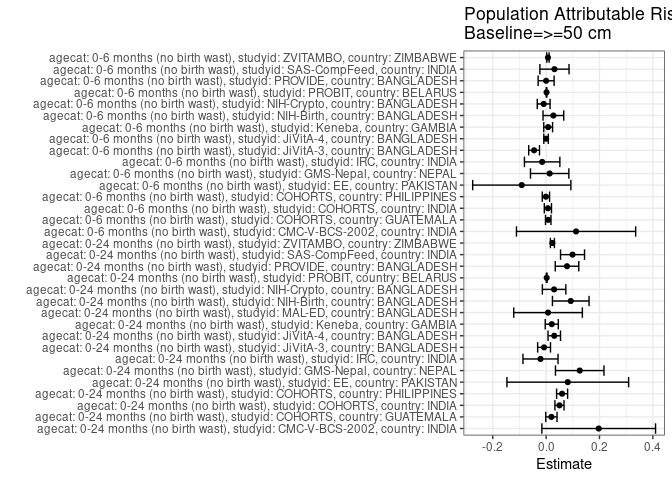 Population Attributable Ris
Baseline=>=50 cm
agecat: 0-6 months (no birth wast), studyid: ZVITAMBO, country: ZIMBABWE
agecat: 0-6 months (no birth wast), studyid: SAS-CompFeed, country: INDIA
agecat: 0-6 months (no birth wast), studyid: PROVIDE, country: BANGLADESH
agecat: 0-6 months (no birth wast), studyid: PROBIT, country: BELARUS
agecat: 0-6 months (no birth wast), studyid: NIH-Crypto, country: BANGLADESH
agecat: 0-6 months (no birth wast), studyid: NIH-Birth, country: BANGLADESH
agecat: 0-6 months (no birth wast), studyid: Keneba, country: GAMBIA
agecat: 0-6 months (no birth wast), studyid: JiVitA-4, country: BANGLADESH
agecat: 0-6 months (no birth wast), studyid: JiVitA-3, country: BANGLADESH
agecat: 0-6 months (no birth wast), studyid: IRC, country: INDIA
agecat: 0-6 months (no birth wast), studyid: GMS-Nepal, country: NEPAL
agecat: 0-6 months (no birth wast), studyid: EE, country: PAKISTAN
agecat: 0-6 months (no birth wast), studyid: COHORTS, country: PHILIPPINES
agecat: 0-6 months (no birth wast), studyid: COHORTS, country: INDIA
agecat: 0-6 months (no birth wast), studyid: COHORTS, country: GUATEMALA
agecat: 0-6 months (no birth wast), studyid: CMC-V-BCS-2002, country: INDIA
agecat: 0-24 months (no birth wast), studyid: ZVITAMBO, country: ZIMBABWE
agecat: 0-24 months (no birth wast), studyid: SAS-CompFeed, country: INDIA
agecat: 0-24 months (no birth wast), studyid: PROVIDE, country: BANGLADESH
agecat: 0-24 months (no birth wast), studyid: PROBIT, country: BELARUS
agecat: 0-24 months (no birth wast), studyid: NIH-Crypto, country: BANGLADESH
agecat: 0-24 months (no birth wast), studyid: NIH-Birth, country: BANGLADESH
agecat: 0-24 months (no birth wast), studyid: MAL-ED, country: BANGLADESH
agecat: 0-24 months (no birth wast), studyid: Keneba, country: GAMBIA
agecat: 0-24 months (no birth wast), studyid: JiVitA-4, country: BANGLADESH
agecat: 0-24 months (no birth wast), studyid: JiVitA-3, country: BANGLADESH
agecat: 0-24 months (no birth wast), studyid: IRC, country: INDIA
agecat: 0-24 months (no birth wast), studyid: GMS-Nepal, country: NEPAL
agecat: 0-24 months (no birth wast), studyid: EE, country: PAKISTAN
agecat: 0-24 months (no birth wast), studyid: COHORTS, country: PHILIPPINES
agecat: 0-24 months (no birth wast), studyid: COHORTS, country: INDIA
agecat: 0-24 months (no birth wast), studyid: COHORTS, country: GUATEMALA
agecat: 0-24 months (no birth wast), studyid: CMC-V-BCS-2002, country: INDIA
-0.2 0.0 0.2 0.4
Estimate